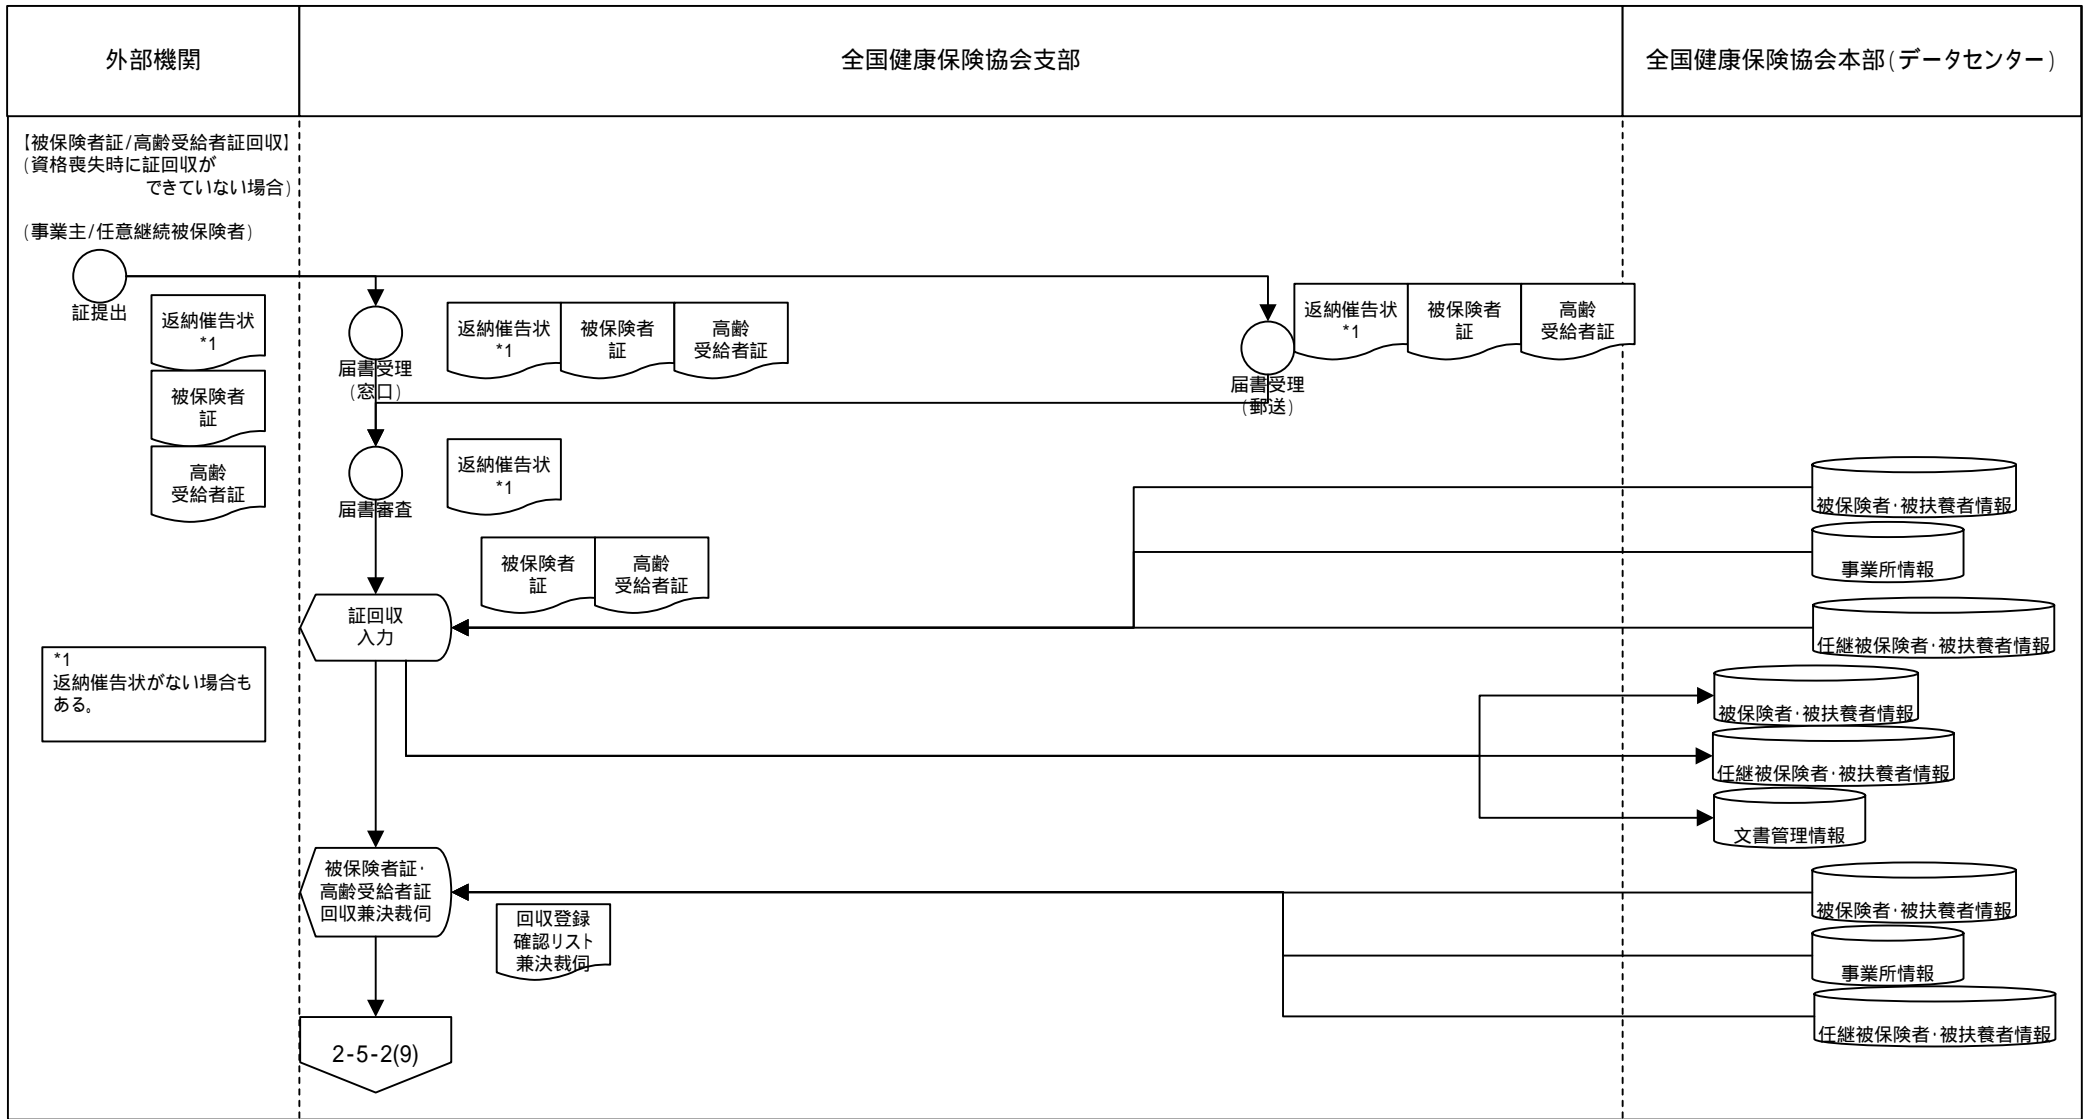 外部機関
全国健康保険協会支部
全国健康保険協会本部(データセンター)
【被保険者証/高齢受給者証回収】
(資格喪失時に証回収が
できていない場合)
(事業主/任意継続被保険者)
証提出
返納催告状
*1
被保険者
証
高齢
受給者証
届書受理
(窓口)
返納催告状
*1
被保険者
証
高齢
受給者証
届書受理
(郵送)
返納催告状
*1
被保険者
証
高齢
受給者証
届書審査
返納催告状
*1
被保険者
証
高齢
受給者証
証回収
入力
被保険者・被扶養者情報
事業所情報
任継被保険者・被扶養者情報
*1
返納催告状がない場合も
ある。
被保険者・被扶養者情報
任継被保険者・被扶養者情報
文書管理情報
被保険者証・
高齢受給者証
回収兼決裁伺
回収登録
確認リスト
兼決裁伺
被保険者・被扶養者情報
事業所情報
任継被保険者・被扶養者情報
2-5-2(9)